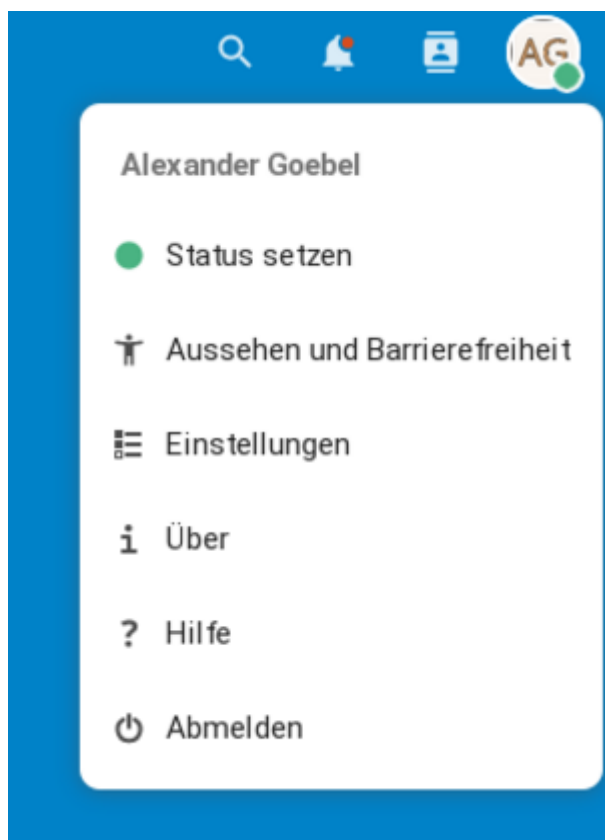 AG
Alexander Goebel
Status setzen
Aussehen und Barrierefreiheit
Einstellungen
Über
Hilfe
Abmelden